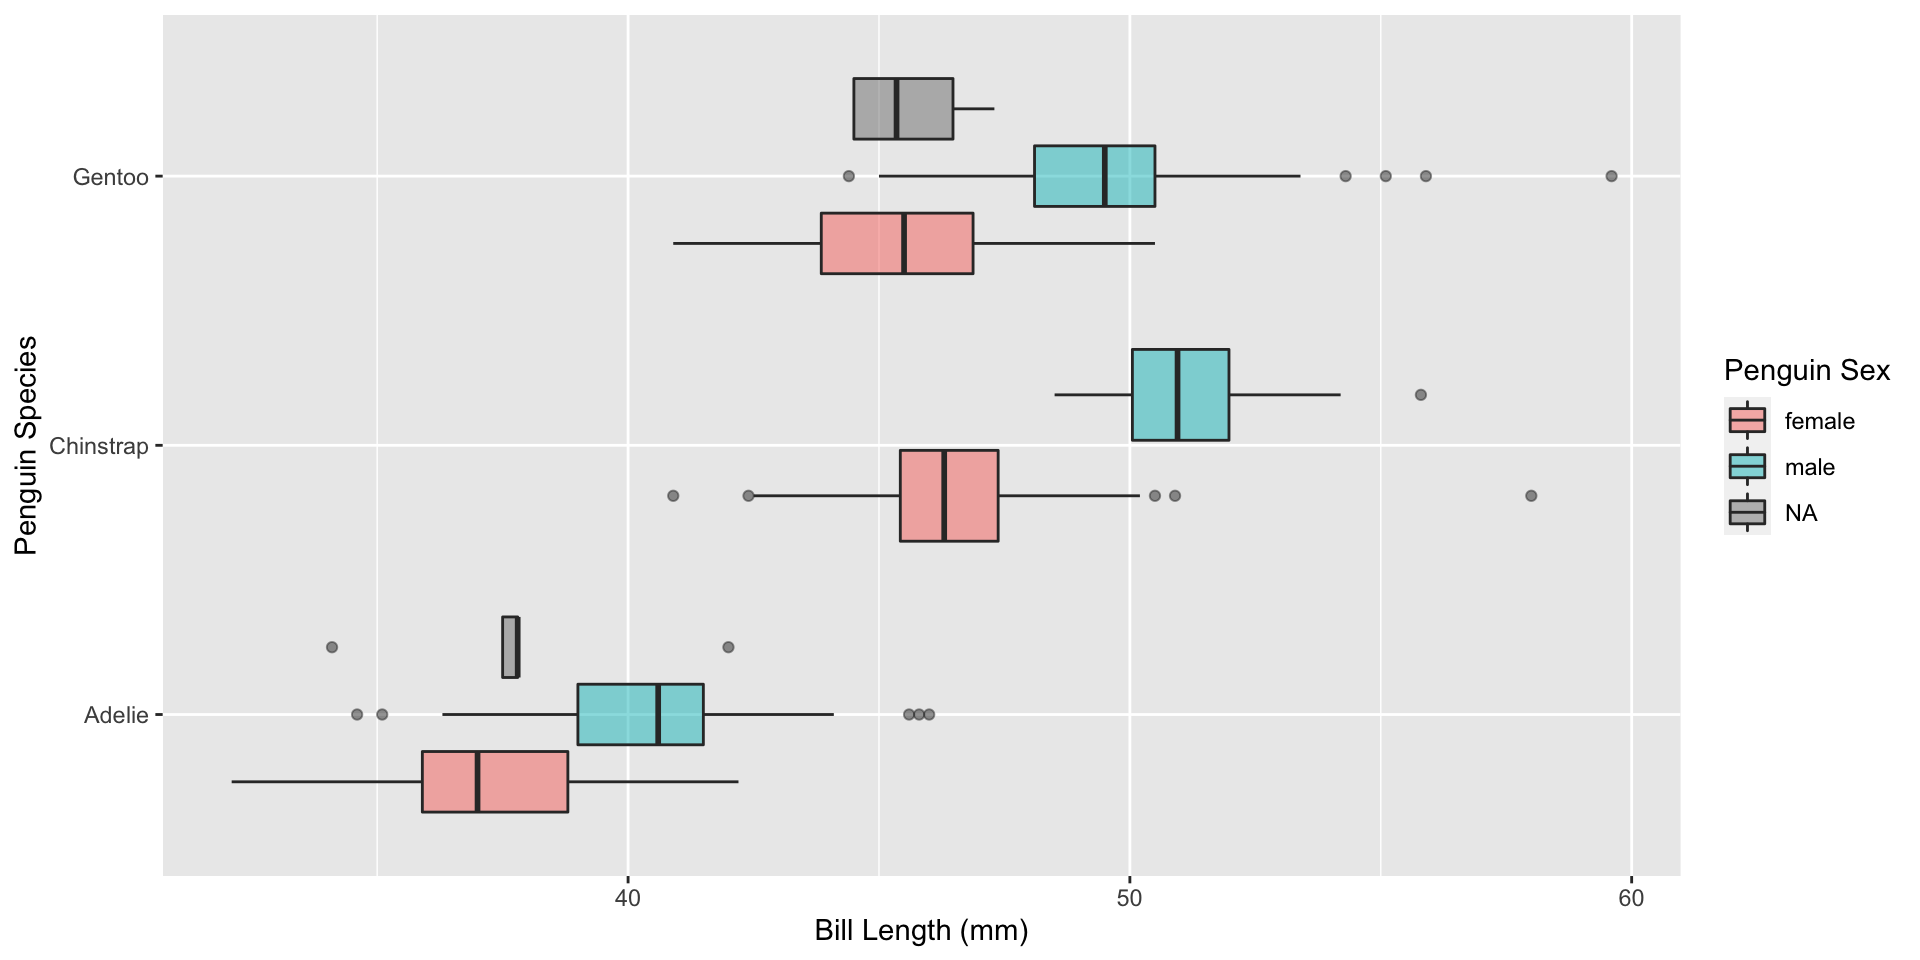 Penguin Species
Gentoo
Chinstrap
Adelie
40
50
60
Bill Length (mm)
Penguin Sex
female
male
NA